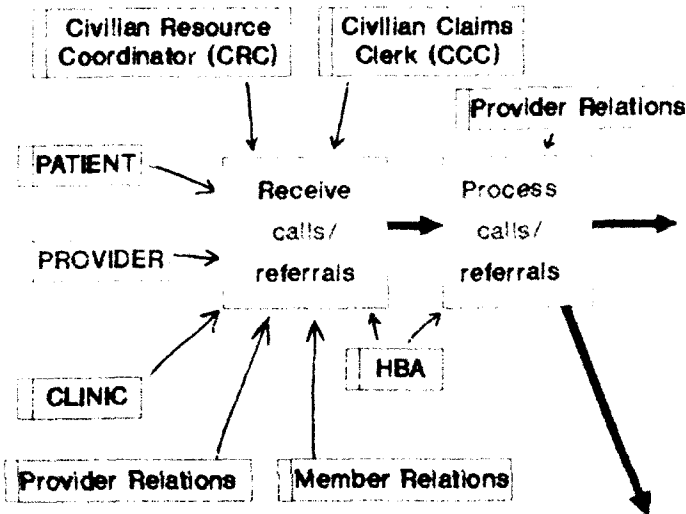 Civilian Resource
Coordinator (CRC)
Civilian Claims
Clerk (CCC)
Provider Relations
PATIENT
Receive
calls/
referrals
Process
calls/
referrals
PROVIDER
HBA
CLINIC
Provider Relations
Member Relations